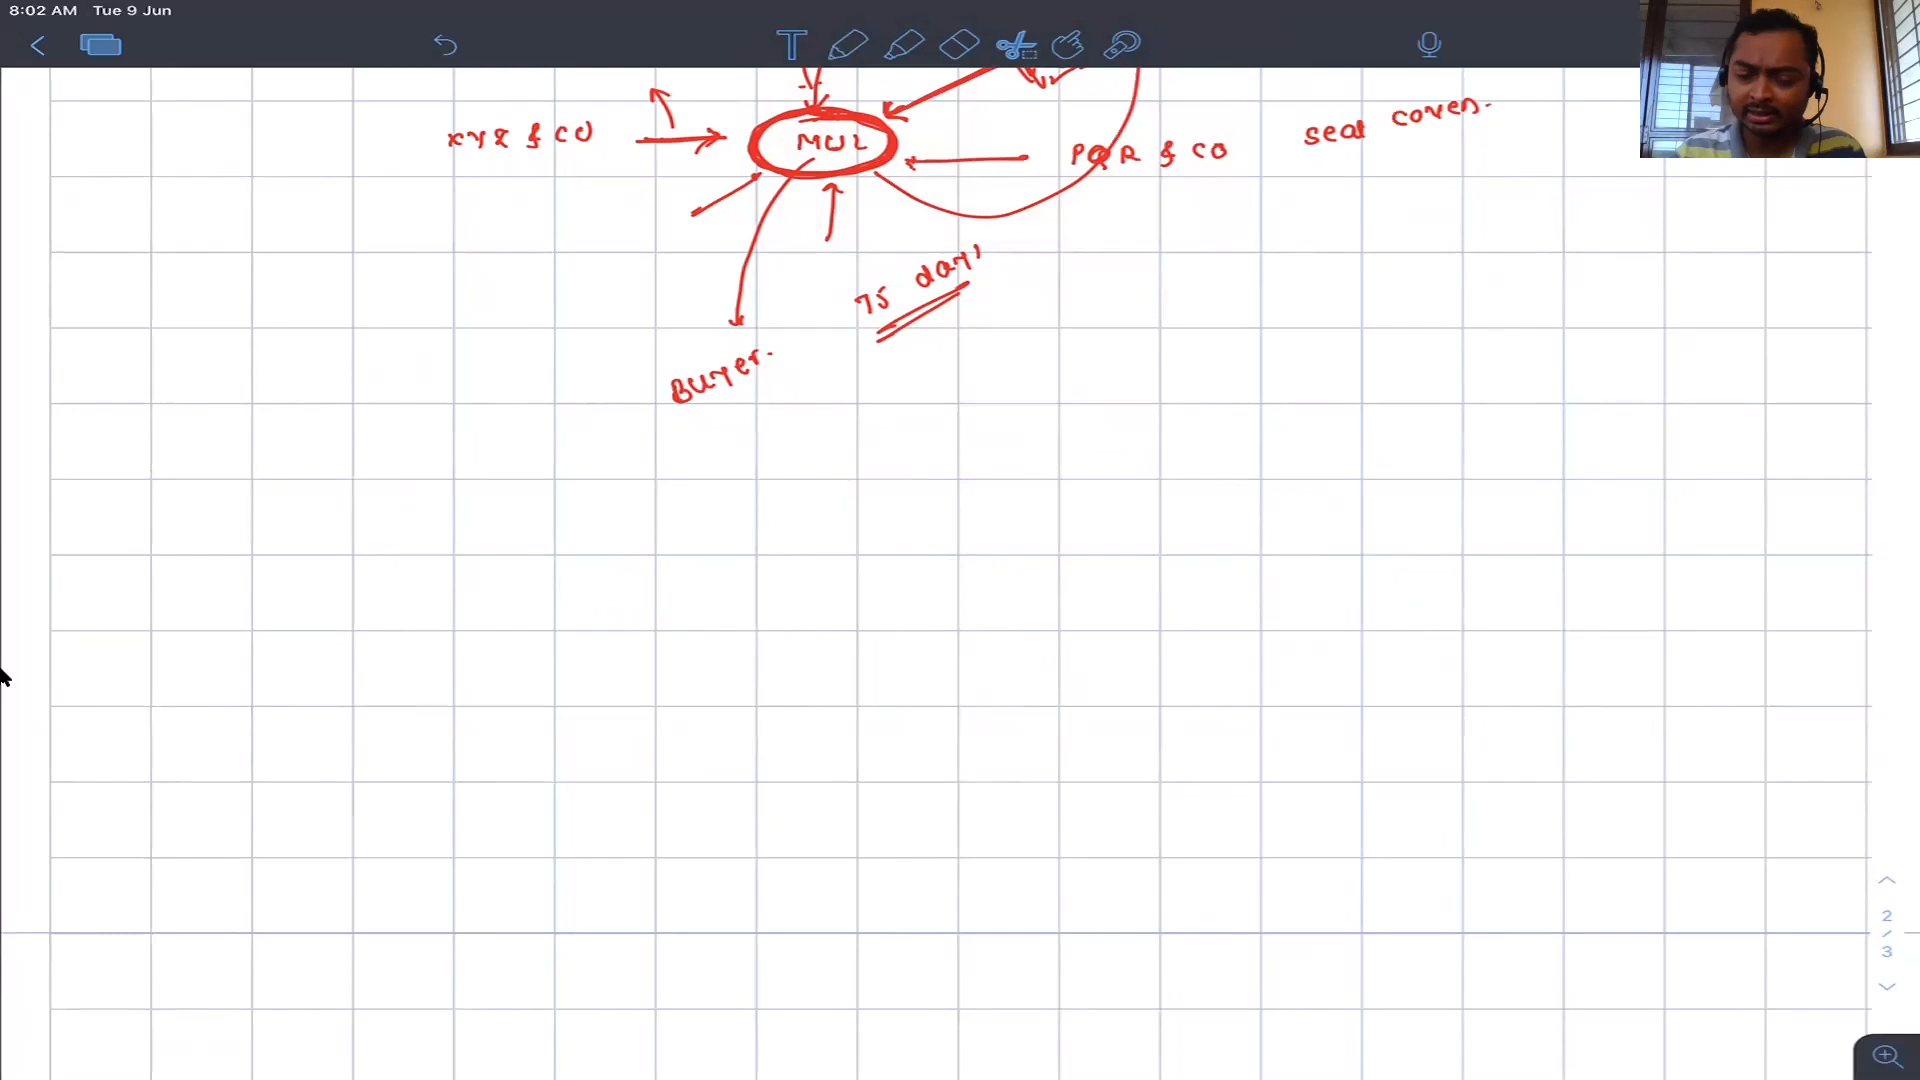 8:02 AM Tue 9 Jun
XYZ & CO
MUL
PQR & CO
seat covers.
75 days
Buyer.
2
/
3